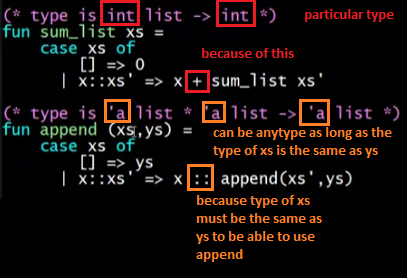 (* type is int list -> int *) particular type
fun sum_list xs =
case xs of because of this
[] => 0
| x::xs' => x + sum_list xs'
(* type is 'a list * 'a list -> 'a list *)
fun append (xs,ys) = can be anytype as long as the
case xs of type of xs is the same as ys
[] => ys
| x::xs' => x :: append(xs',ys)
because type of xs
must be the same as
ys to be able to use
append